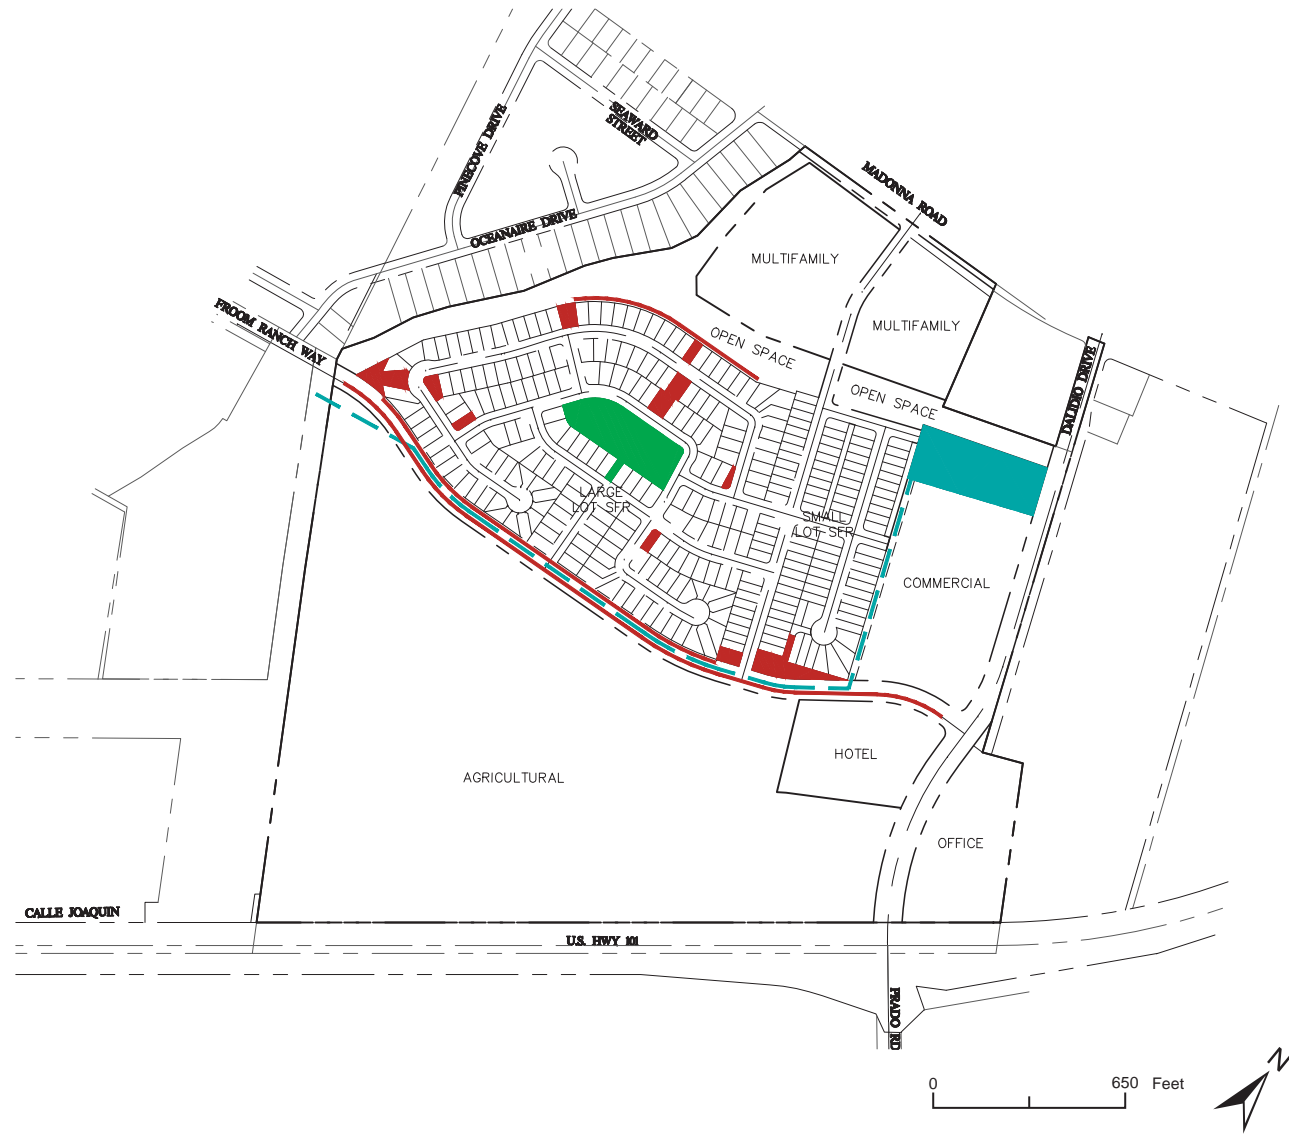 SEAWARD
STREET
PINECOVE DRIVE
MADONNA ROAD
OCEANAIRE DRIVE
MULTIFAMILY
FROOM RANCH WAY
MULTIFAMILY
OPEN SPACE
DALIDIO DRIVE
OPEN SPACE
LARGE
LOT SFR
SMALL
LOT SFR
COMMERCIAL
HOTEL
AGRICULTURAL
OFFICE
CALLE JOAQUIN
U.S. HWY 101
PRADO RD
N
0 650 Feet